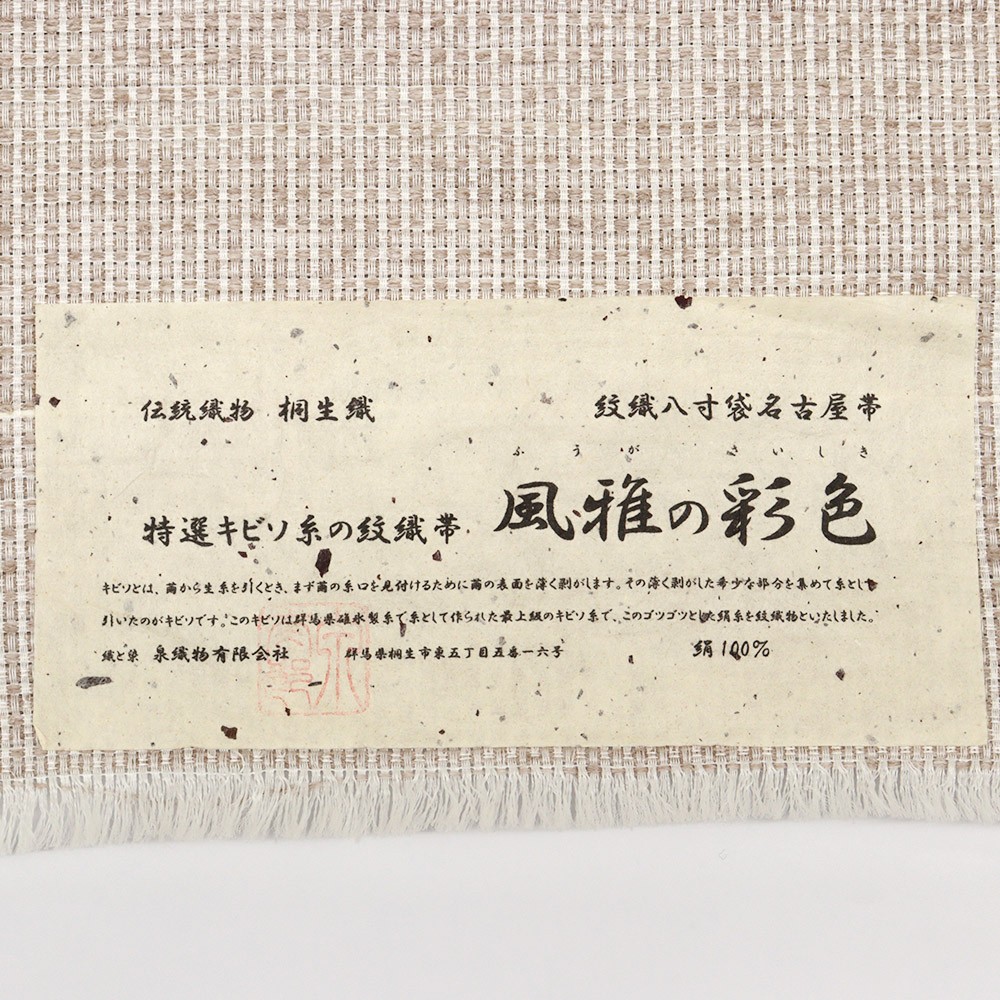 伝統織物 桐生織 紋織八寸袋名古屋帯
ふうが さいしき
特選キビソ糸の紋織帯 風雅の彩色
キビソとは、繭から生糸を引くとき、まず繭の糸口を見付けるために繭の表面を薄く剥がします。その薄く剥がした希少な部分を集めて糸として
引いたのがキビソです。このキビソは群馬県碓氷製糸で糸として作られた最上級のキビソ糸で、このゴツゴツとした絹糸を紋織物といたしました。
織と染 泉織物有限会社 群馬県桐生市東五丁目五番一六号 絹100%